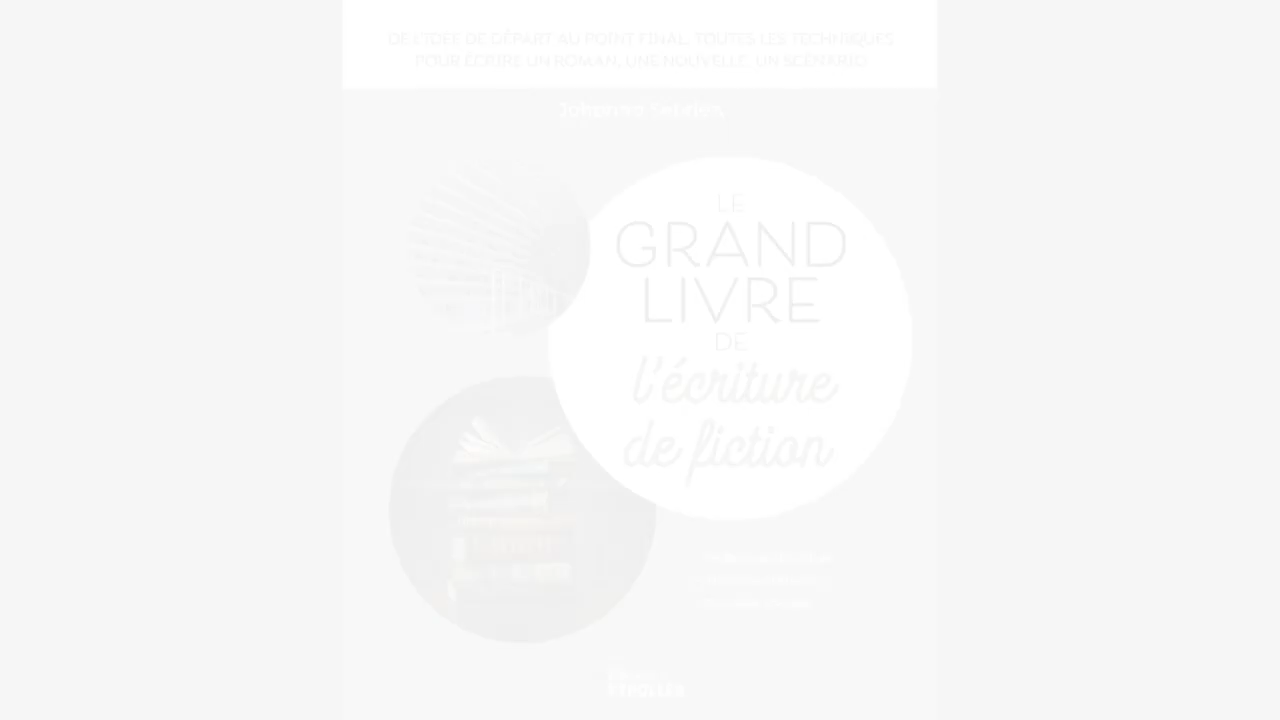 DE L'IDÉE DE DÉPART AU POINT FINAL, TOUTES LES TECHNIQUES
POUR ÉCRIRE UN ROMAN, UNE NOUVELLE, UN SCÉNARIO
LE
GRAND
LIVRE
DE
l'écriture
de fiction
EYROLLES